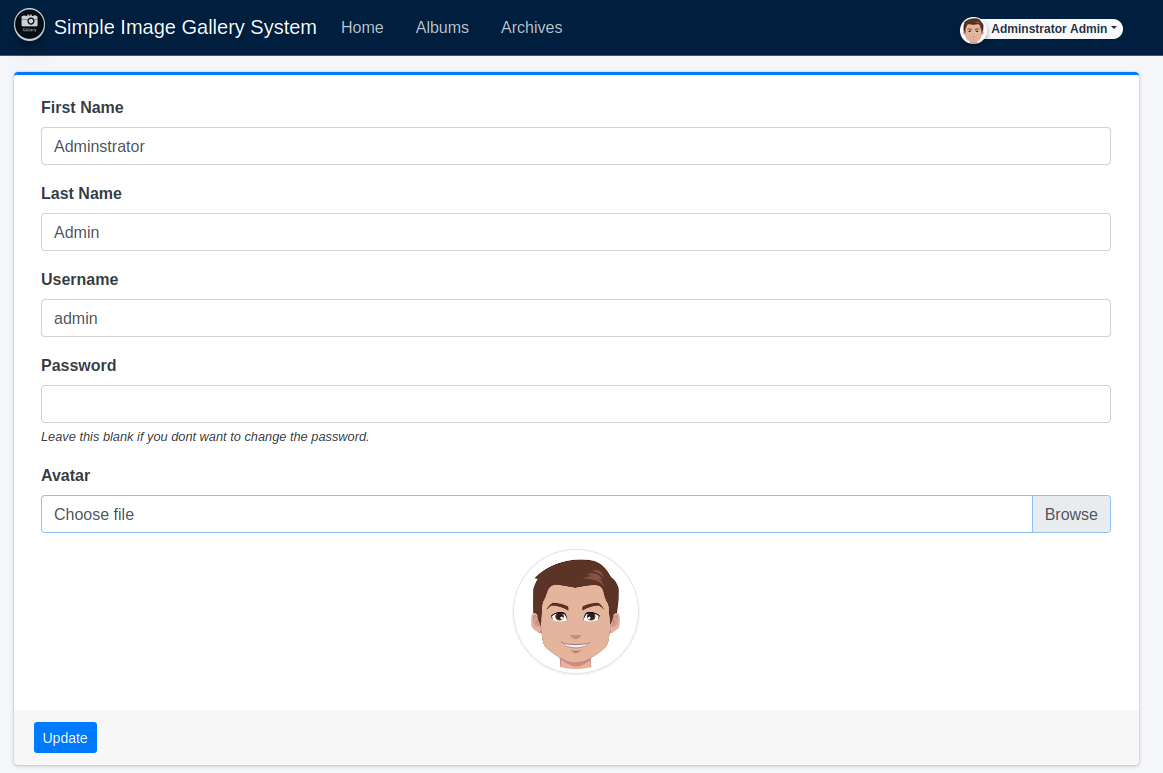 Gallery
Simple Image Gallery System Home Albums Archives Adminstrator Admin
First Name
Adminstrator
Last Name
Admin
Username
admin
Password
Leave this blank if you dont want to change the password.
Avatar
Choose file Browse
Update